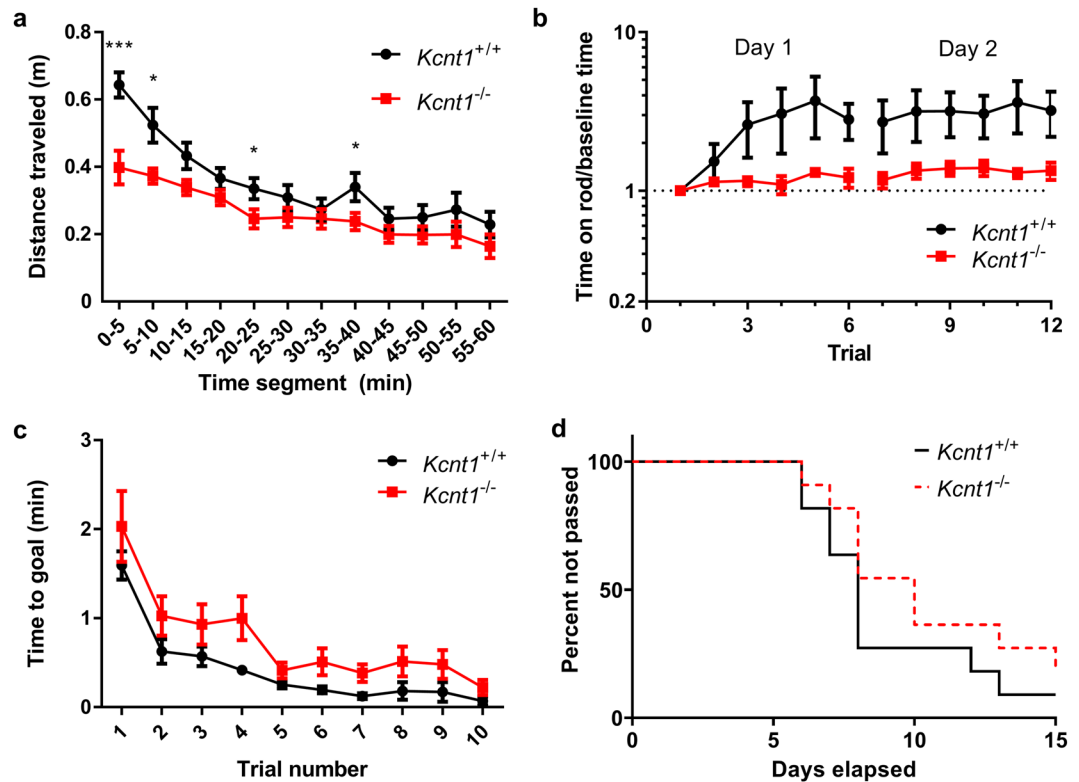 a
Distance traveled (m)
0.8
0.6
0.4
0.2
0
***
*
*
*
Kcnt1+/+
Kcnt1-/-
0-5
5-10
10-15
15-20
20-25
25-30
30-35
35-40
40-45
45-50
50-55
55-60
Time segment (min)
b
Time on rod/baseline time
10
1
0.2
Day 1
Day 2
Kcnt1+/+
Kcnt1-/-
0
3
6
9
12
Trial
c
Time to goal (min)
3
2
1
0
Kcnt1+/+
Kcnt1-/-
1
2
3
4
5
6
7
8
9
10
Trial number
d
Percent not passed
100
50
0
Kcnt1+/+
Kcnt1-/-
0
5
10
15
Days elapsed